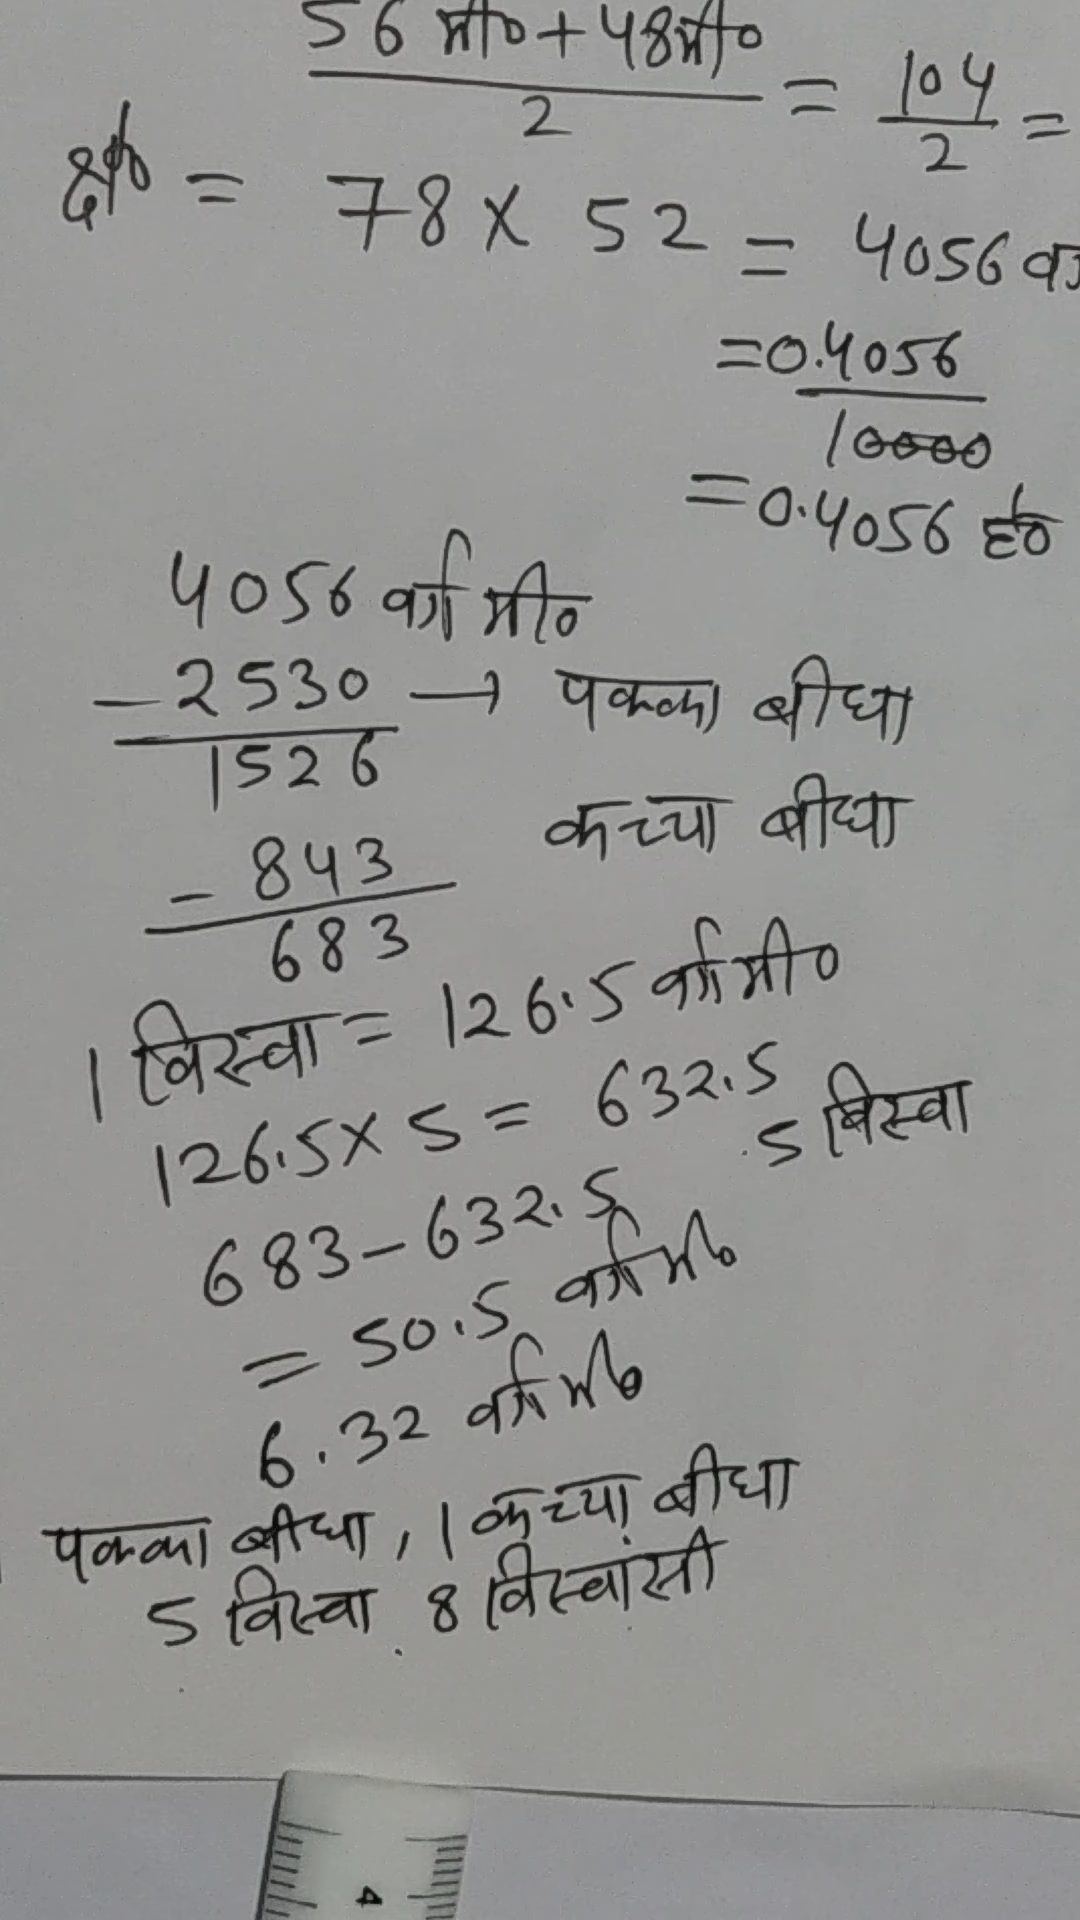 56 मी० + 48 मी० / 2 = 104 / 2 =
क्षे० = 78 × 52 = 4056 व
= 0.4056
10000
= 0.4056 हे०
4056 वर्ग मी०
- 2530 → पक्का बीघा
1526
कच्चा बीघा
- 843
683
1 विस्वा = 126.5 वर्ग मी०
126.5 × 5 = 632.5
5 बिस्वा
683 - 632.5
= 50.5 वर्ग मी०
6.32 वर्ग मी०
पक्का बीघा, 1 कच्चा बीघा
5 विस्वा, 8 विस्वांसी
4